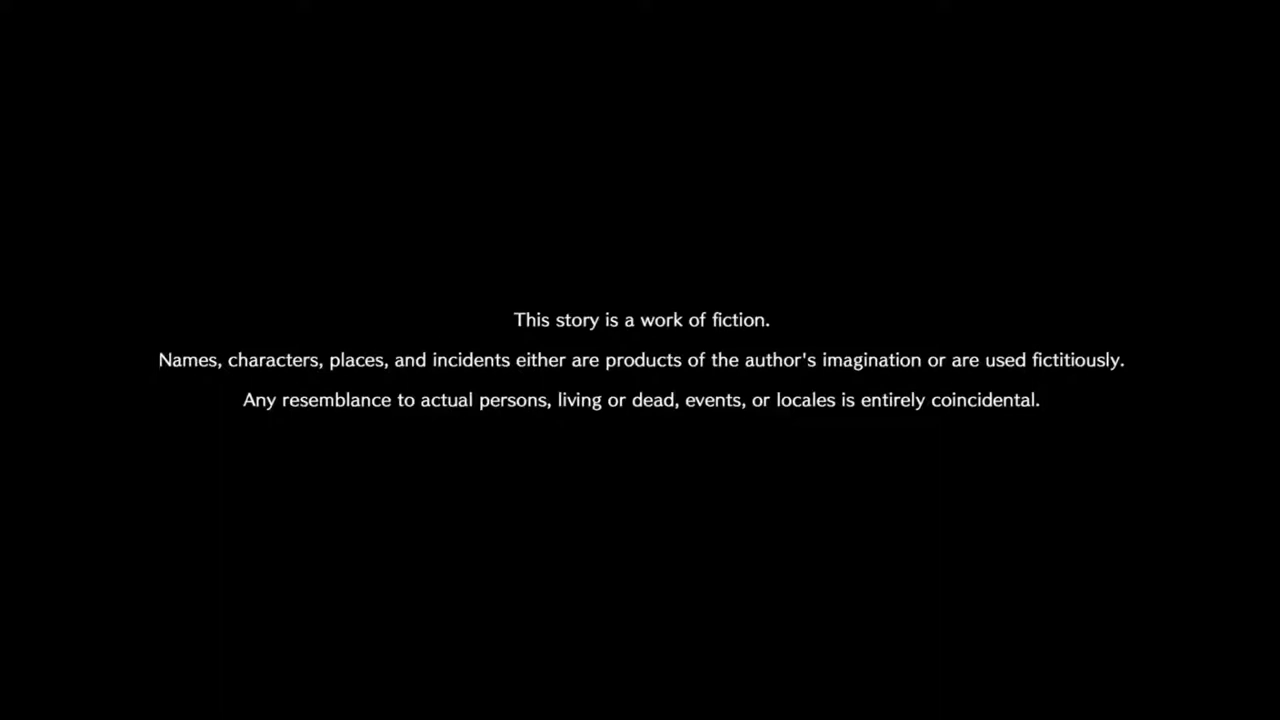 This story is a work of fiction.
Names, characters, places, and incidents either are products of the author's imagination or are used fictitiously.
Any resemblance to actual persons, living or dead, events, or locales is entirely coincidental.